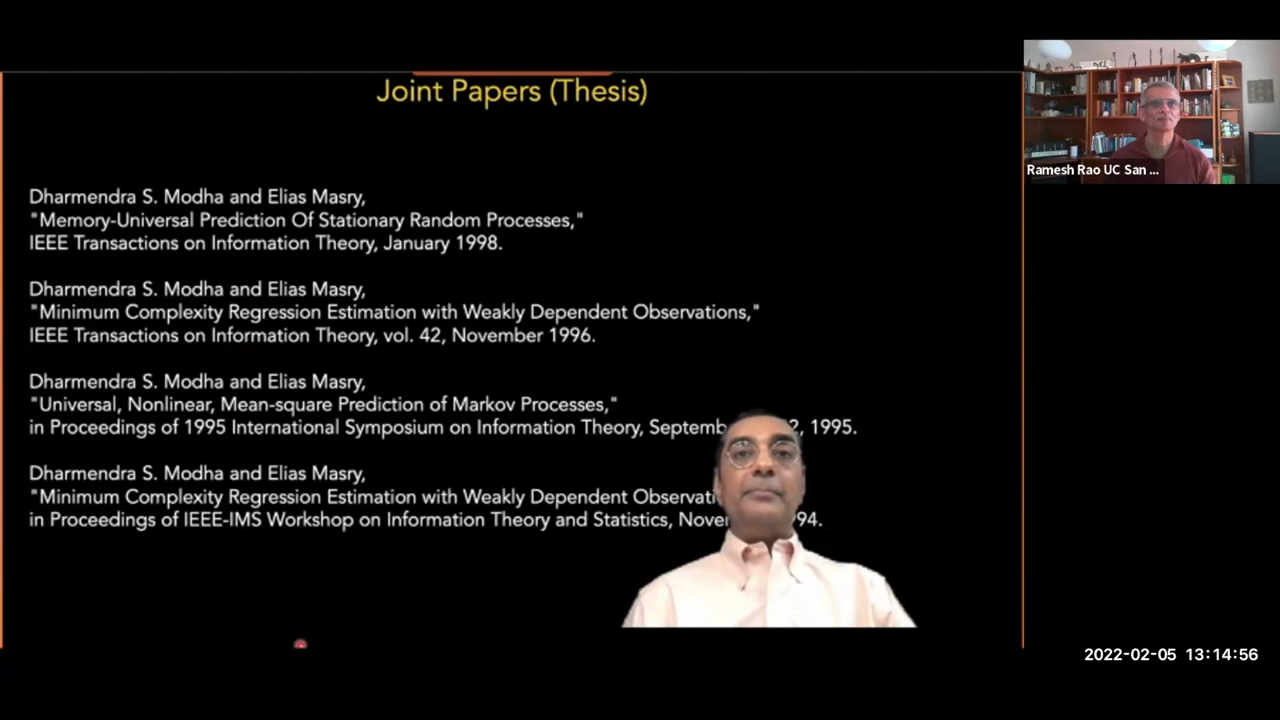 Joint Papers (Thesis)
Ramesh Rao UC San ...
Dharmendra S. Modha and Elias Masry,
"Memory-Universal Prediction Of Stationary Random Processes,"
IEEE Transactions on Information Theory, January 1998.
Dharmendra S. Modha and Elias Masry,
"Minimum Complexity Regression Estimation with Weakly Dependent Observations,"
IEEE Transactions on Information Theory, vol. 42, November 1996.
Dharmendra S. Modha and Elias Masry,
"Universal, Nonlinear, Mean-square Prediction of Markov Processes,"
in Proceedings of 1995 International Symposium on Information Theory, 1995.
Dharmendra S. Modha and Elias Masry,
"Minimum Complexity Regression Estimation with Weakly Dependent
in Proceedings of IEEE-IMS Workshop on Information Theory and Statistics,
2022-02-05 13:14:56